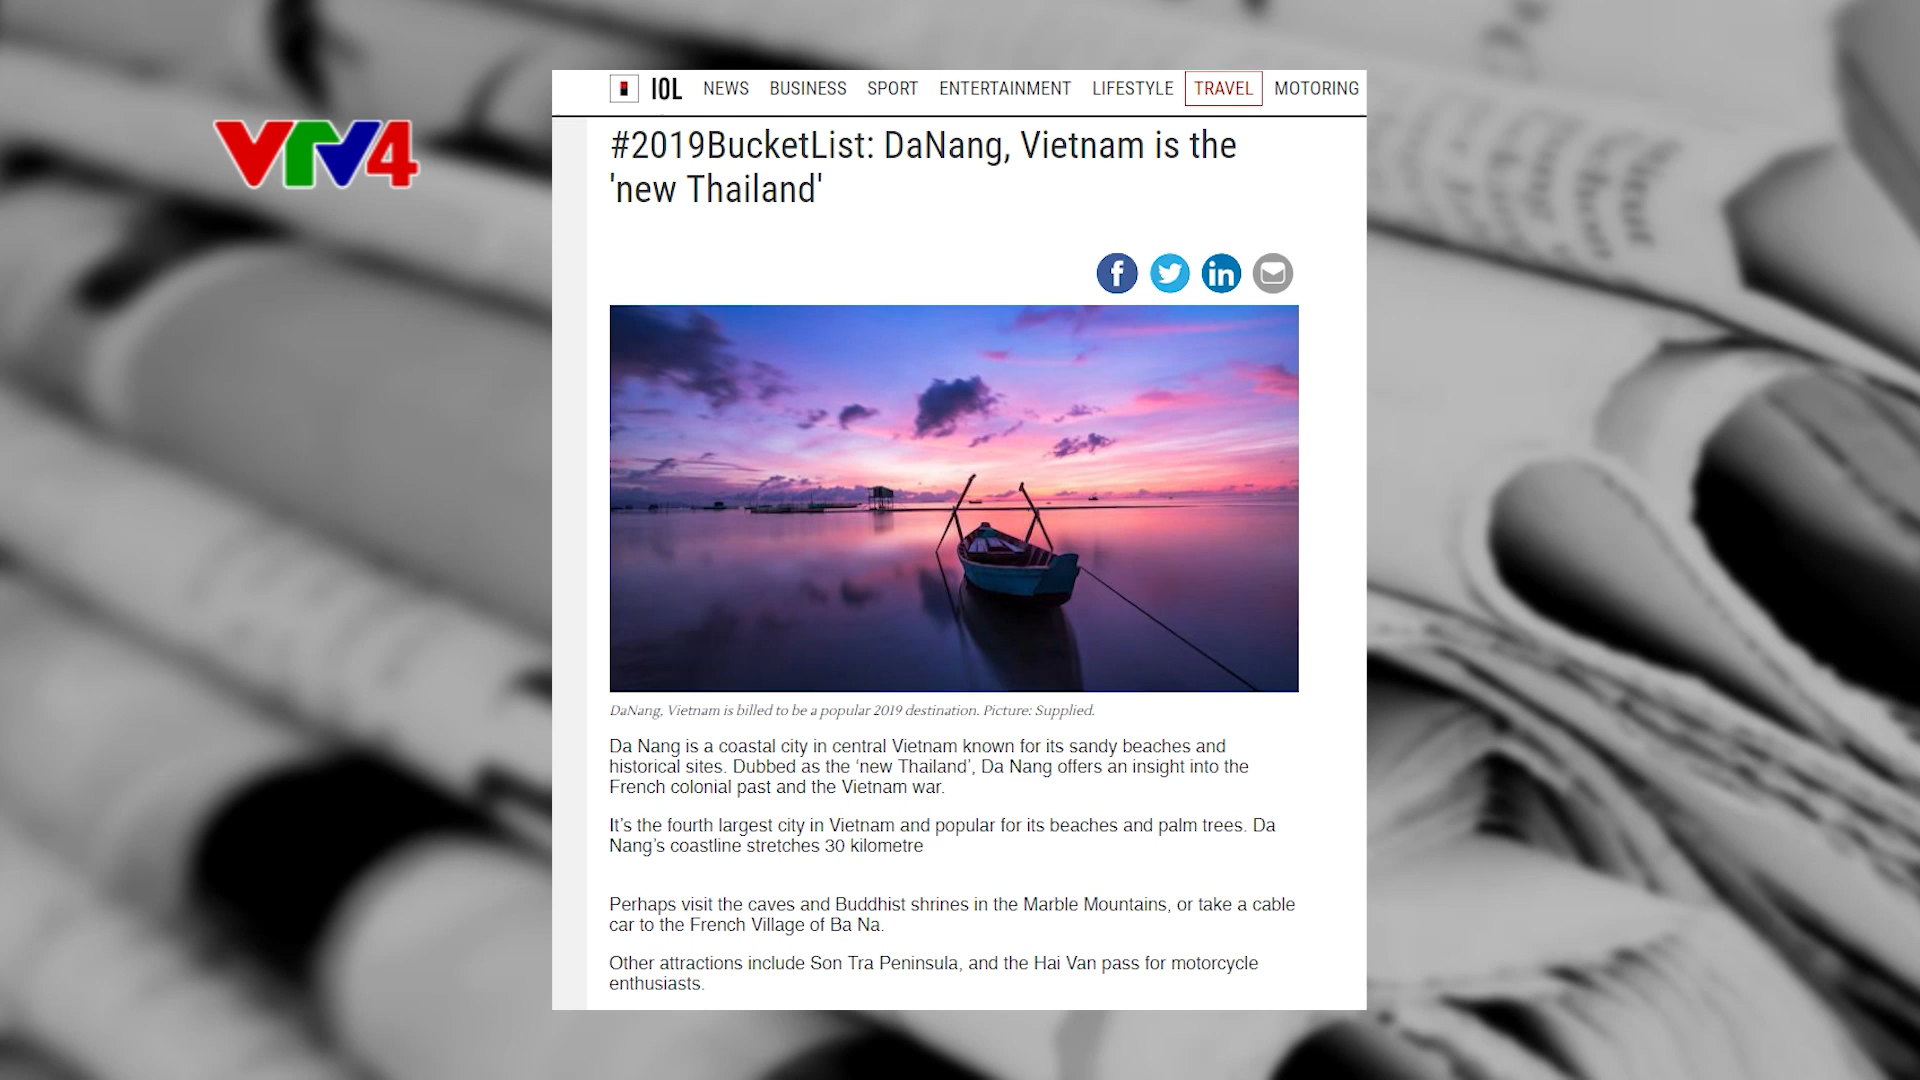 VTV4
IOL NEWS BUSINESS SPORT ENTERTAINMENT LIFESTYLE TRAVEL MOTORING
#2019BucketList: DaNang, Vietnam is the
'new Thailand'
DaNang, Vietnam is billed to be a popular 2019 destination. Picture: Supplied.
Da Nang is a coastal city in central Vietnam known for its sandy beaches and
historical sites. Dubbed as the ‘new Thailand’, Da Nang offers an insight into the
French colonial past and the Vietnam war.
It’s the fourth largest city in Vietnam and popular for its beaches and palm trees. Da
Nang’s coastline stretches 30 kilometre
Perhaps visit the caves and Buddhist shrines in the Marble Mountains, or take a cable
car to the French Village of Ba Na.
Other attractions include Son Tra Peninsula, and the Hai Van pass for motorcycle
enthusiasts.